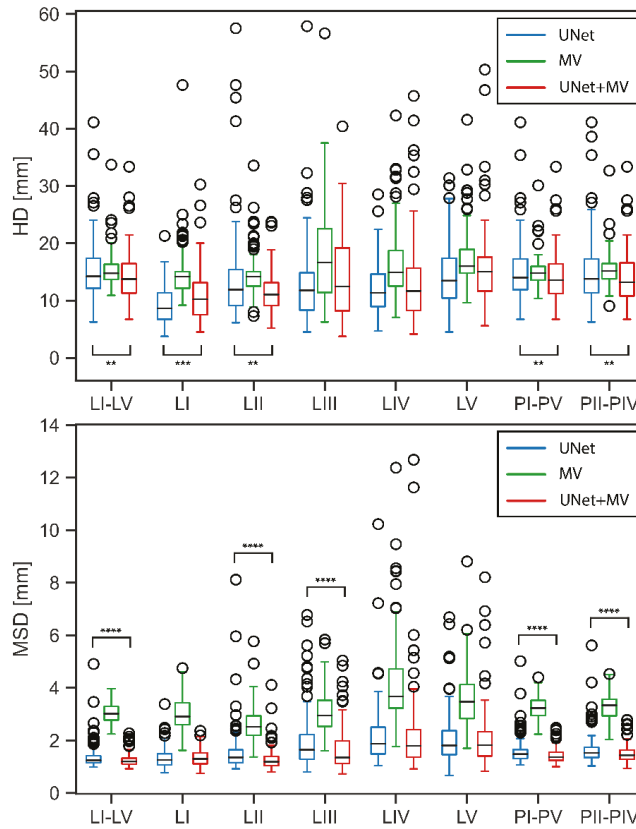 60
50
40
30
20
10
0
HD [mm]
UNet
MV
UNet+MV
** *** ** ** **
LI-LV LI LII LIII LIV LV PI-PV PII-PIV
14
12
10
8
6
4
2
0
MSD [mm]
UNet
MV
UNet+MV
**** **** **** **** ****
LI-LV LI LII LIII LIV LV PI-PV PII-PIV